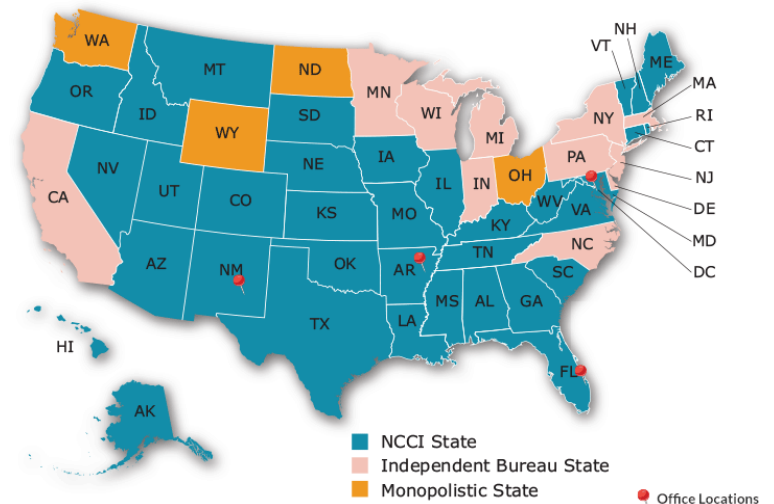 NH
VT
WA
ME
MT
ND
MA
OR
MN
ID
SD
WI
NY
RI
WY
MI
CT
IA
PA
NE
NV
OH
NJ
UT
IL
IN
CA
CO
WV
DE
KS
MO
VA
KY
MD
NC
TN
AZ
NM
OK
AR
DC
SC
MS
AL
GA
TX
LA
HI
FL
AK
NCCI State
Independent Bureau State
Monopolistic State
Office Locations